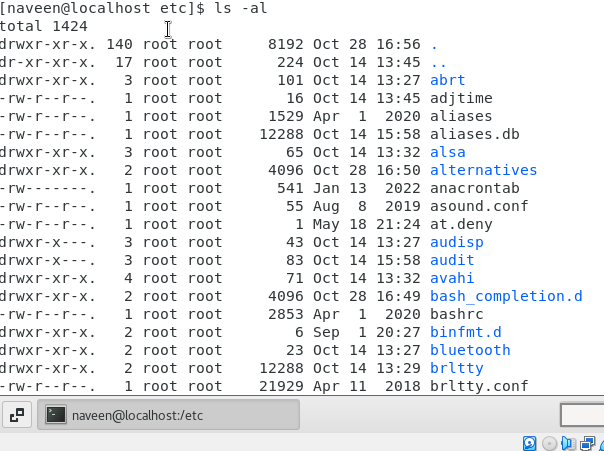 [naveen@localhost etc]$ ls -al
total 1424
drwxr-xr-x. 140 root root     8192 Oct 28 16:56 .
dr-xr-xr-x.  17 root root      224 Oct 14 13:45 ..
drwxr-xr-x.   3 root root      101 Oct 14 13:27 abrt
-rw-r--r--.   1 root root       16 Oct 14 13:45 adjtime
-rw-r--r--.   1 root root     1529 Apr  1  2020 aliases
-rw-r--r--.   1 root root    12288 Oct 14 15:58 aliases.db
drwxr-xr-x.   3 root root       65 Oct 14 13:32 alsa
drwxr-xr-x.   2 root root     4096 Oct 28 16:50 alternatives
-rw-------.   1 root root      541 Jan 13  2022 anacrontab
-rw-r--r--.   1 root root       55 Aug  8  2019 asound.conf
-rw-r--r--.   1 root root        1 May 18 21:24 at.deny
drwxr-x---.   3 root root       43 Oct 14 13:27 audisp
drwxr-x---.   3 root root       83 Oct 14 15:58 audit
drwxr-xr-x.   4 root root       71 Oct 14 13:32 avahi
drwxr-xr-x.   2 root root     4096 Oct 28 16:49 bash_completion.d
-rw-r--r--.   1 root root     2853 Apr  1  2020 bashrc
drwxr-xr-x.   2 root root        6 Sep  1 20:27 binfmt.d
drwxr-xr-x.   2 root root       23 Oct 14 13:27 bluetooth
drwxr-xr-x.   2 root root    12288 Oct 14 13:29 brltty
-rw-r--r--.   1 root root    21929 Apr 11  2018 brltty.conf
naveen@localhost:/etc